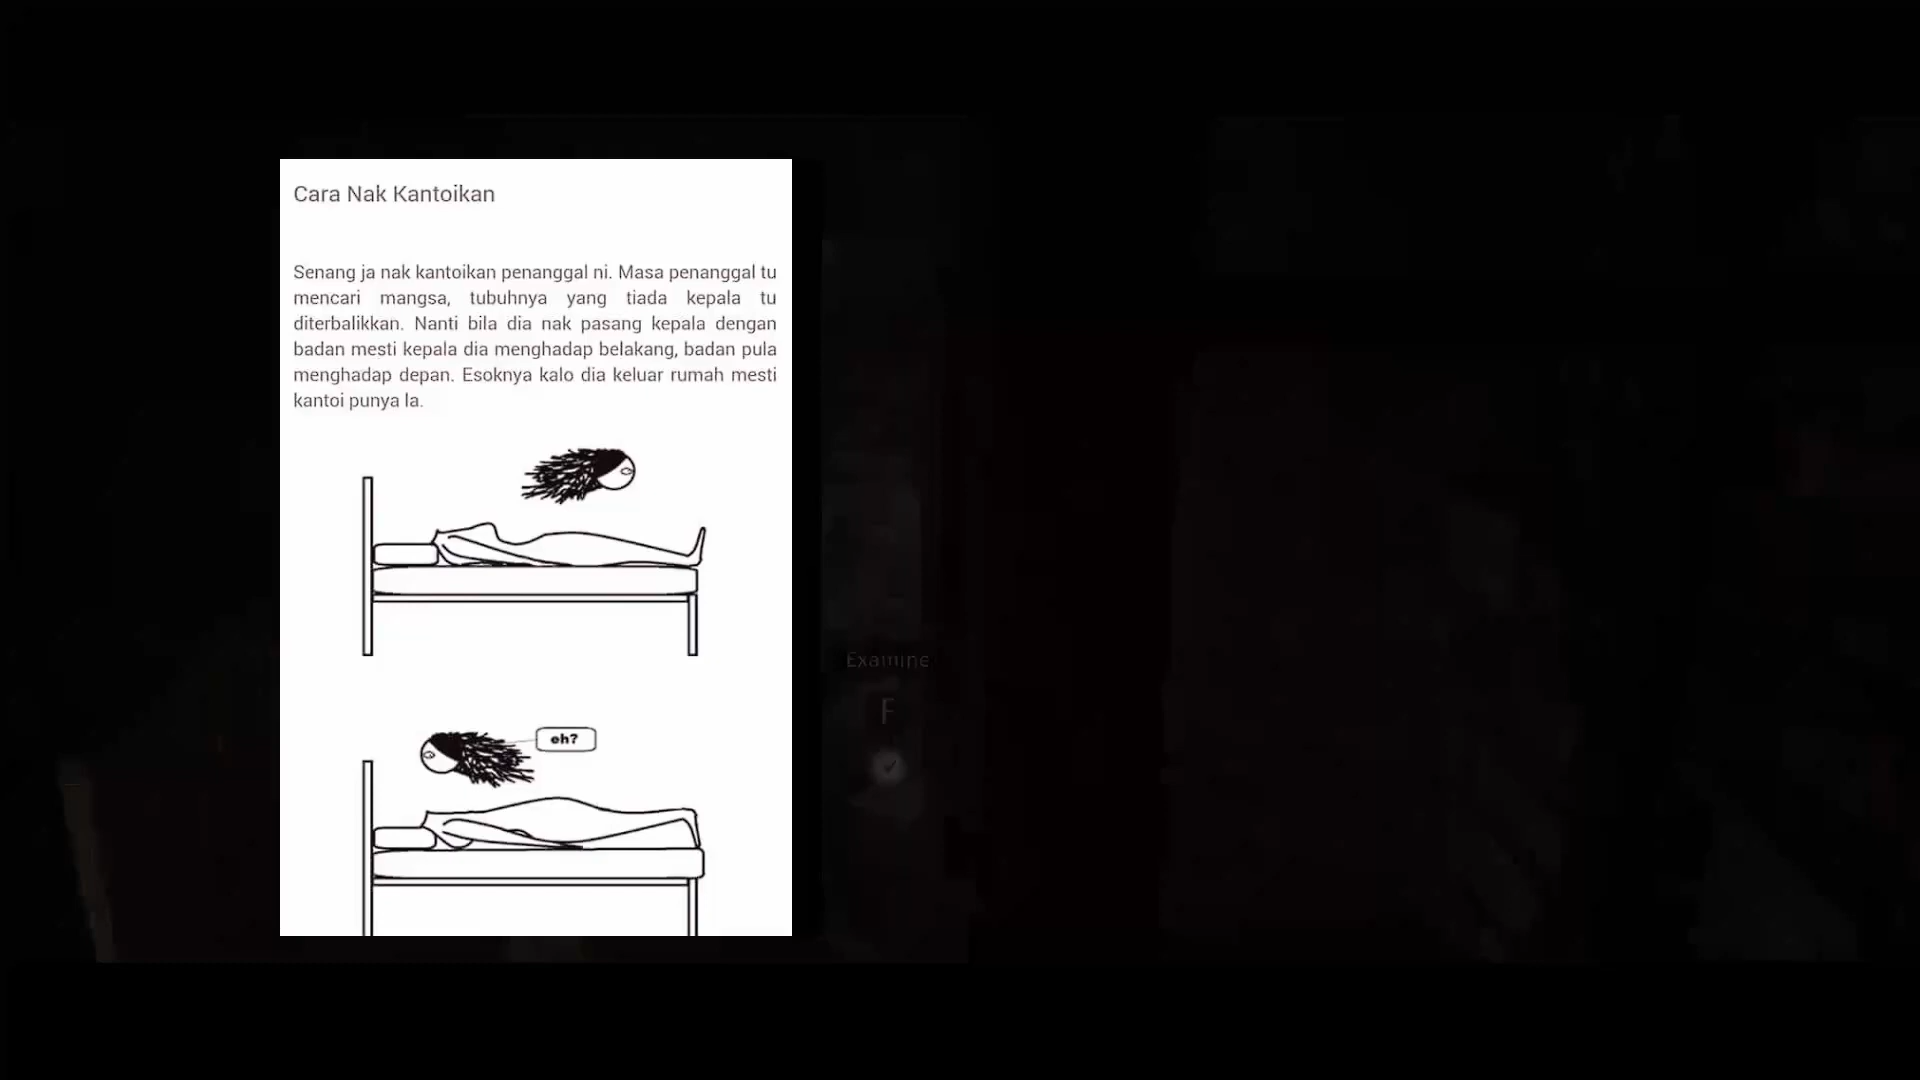 Cara Nak Kantoikan
Senang ja nak kantoikan penanggal ni. Masa penanggal tu
mencari mangsa, tubuhnya yang tiada kepala tu
diterbalikkan. Nanti bila dia nak pasang kepala dengan
badan mesti kepala dia menghadap belakang, badan pula
menghadap depan. Esoknya kalo dia keluar rumah mesti
kantoi punya la.
Examine
F
eh?